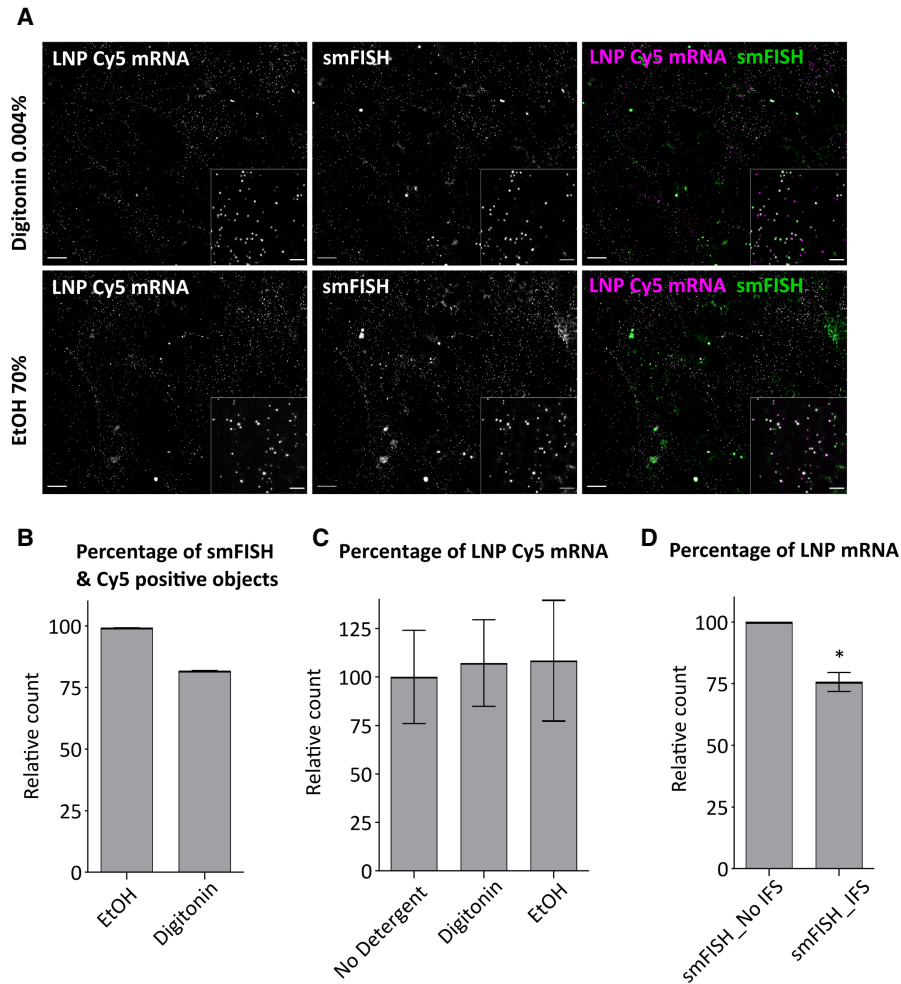 A
LNP Cy5 mRNA
smFISH
LNP Cy5 mRNA smFISH
Digitonin 0.004%
LNP Cy5 mRNA
smFISH
LNP Cy5 mRNA smFISH
EtOH 70%
B
Percentage of smFISH
& Cy5 positive objects
Relative count
100
75
50
25
0
EtOH
Digitonin
C
Percentage of LNP Cy5 mRNA
Relative count
125
100
75
50
25
0
No Detergent
Digitonin
EtOH
D
Percentage of LNP mRNA
Relative count
100
75
50
25
0
*
smFISH_No IFS
smFISH_IFS